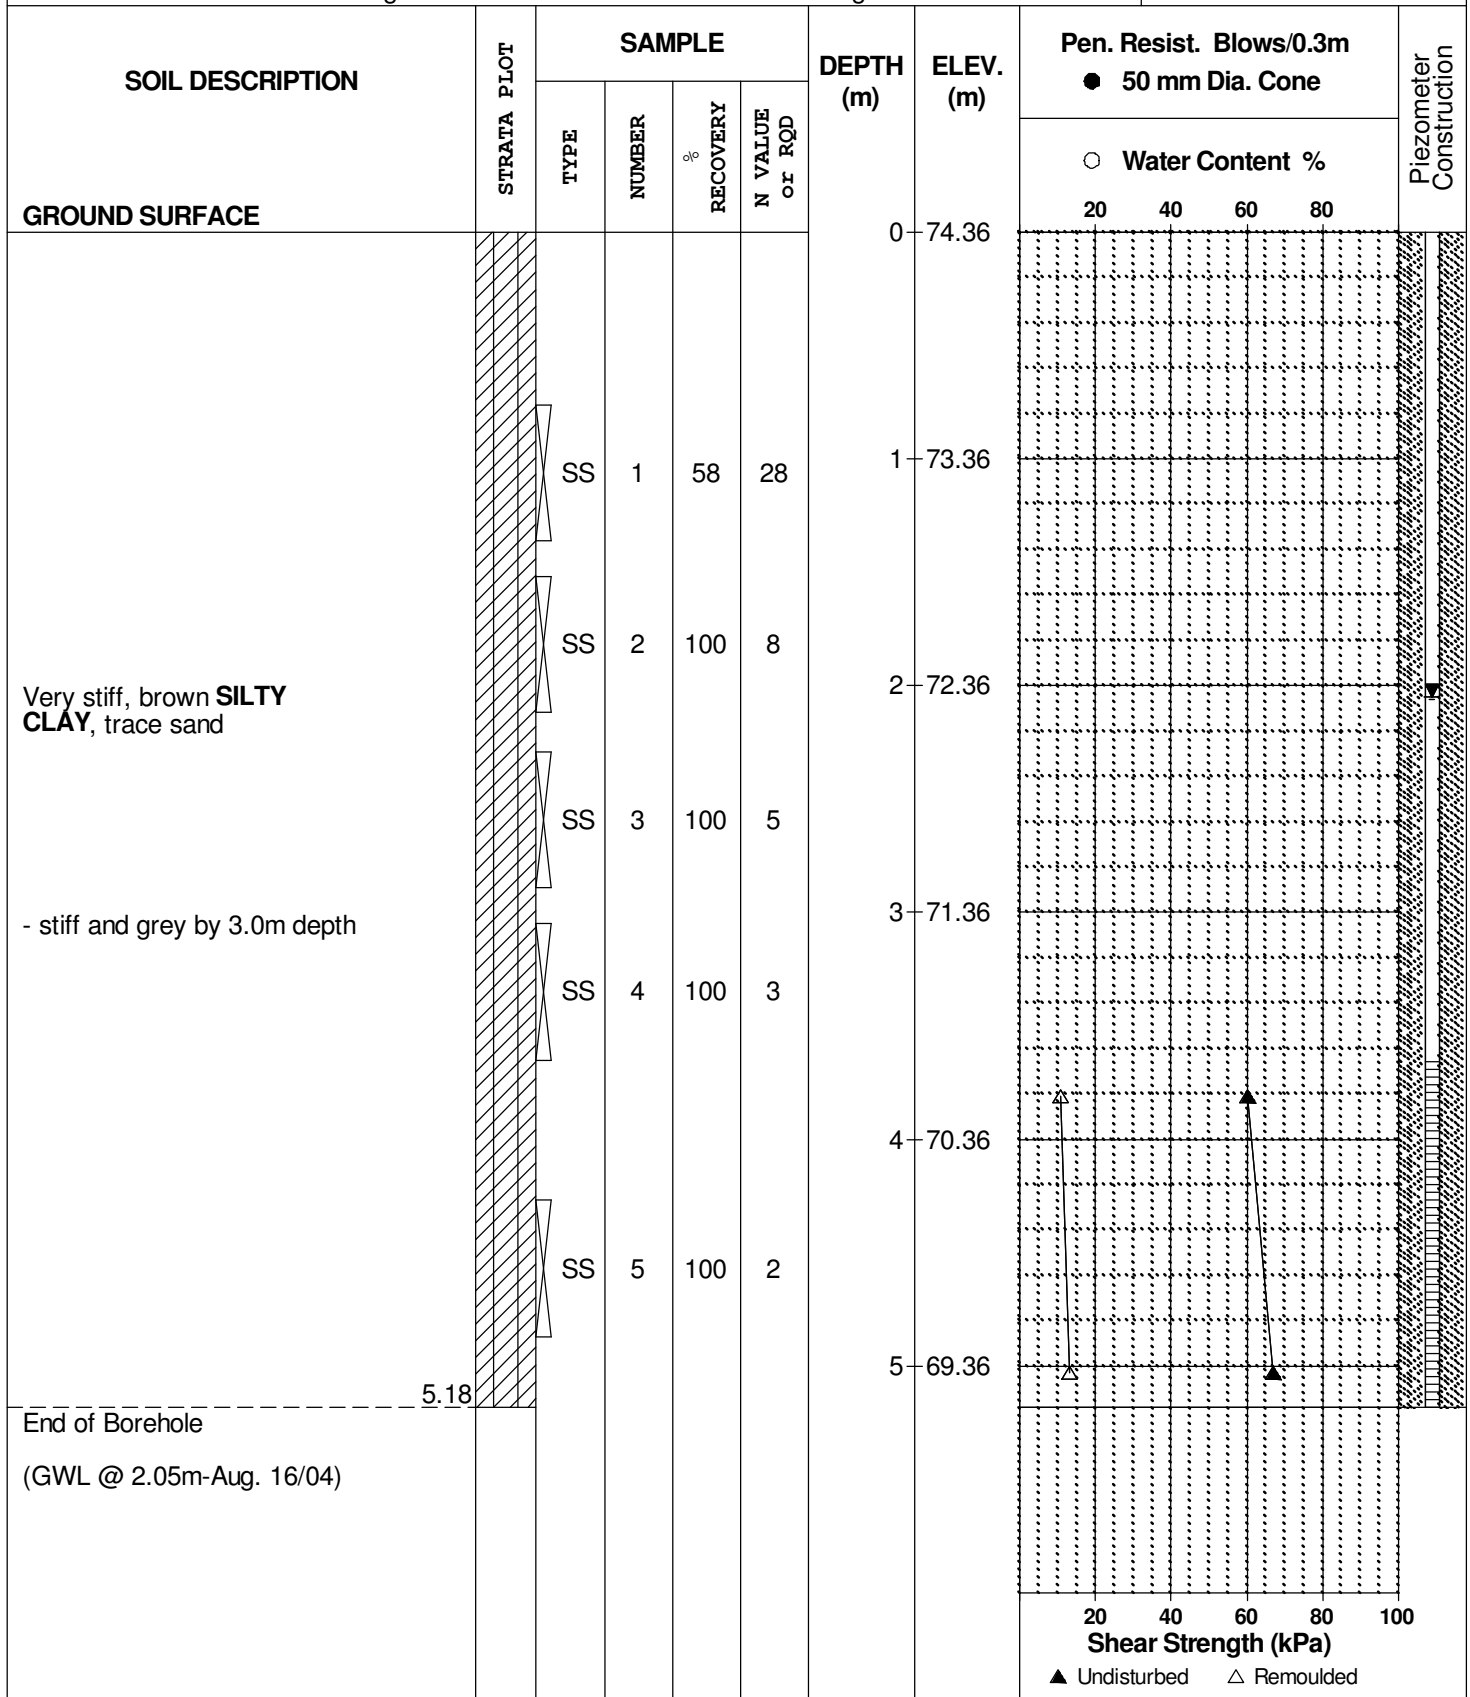 SOIL DESCRIPTION
GROUND SURFACE
STRATA PLOT
SAMPLE
TYPE
NUMBER
%
RECOVERY
N VALUE
or RQD
DEPTH
(m)
ELEV.
(m)
Pen. Resist. Blows/0.3m
● 50 mm Dia. Cone
○ Water Content %
20 40 60 80
Piezometer
Construction
0 74.36
SS 1 58 28
1 73.36
SS 2 100 8
2 72.36
Very stiff, brown SILTY
CLAY, trace sand
SS 3 100 5
3 71.36
- stiff and grey by 3.0m depth
SS 4 100 3
4 70.36
SS 5 100 2
5 69.36
5.18
End of Borehole
(GWL @ 2.05m-Aug. 16/04)
20 40 60 80 100
Shear Strength (kPa)
▲ Undisturbed △ Remoulded